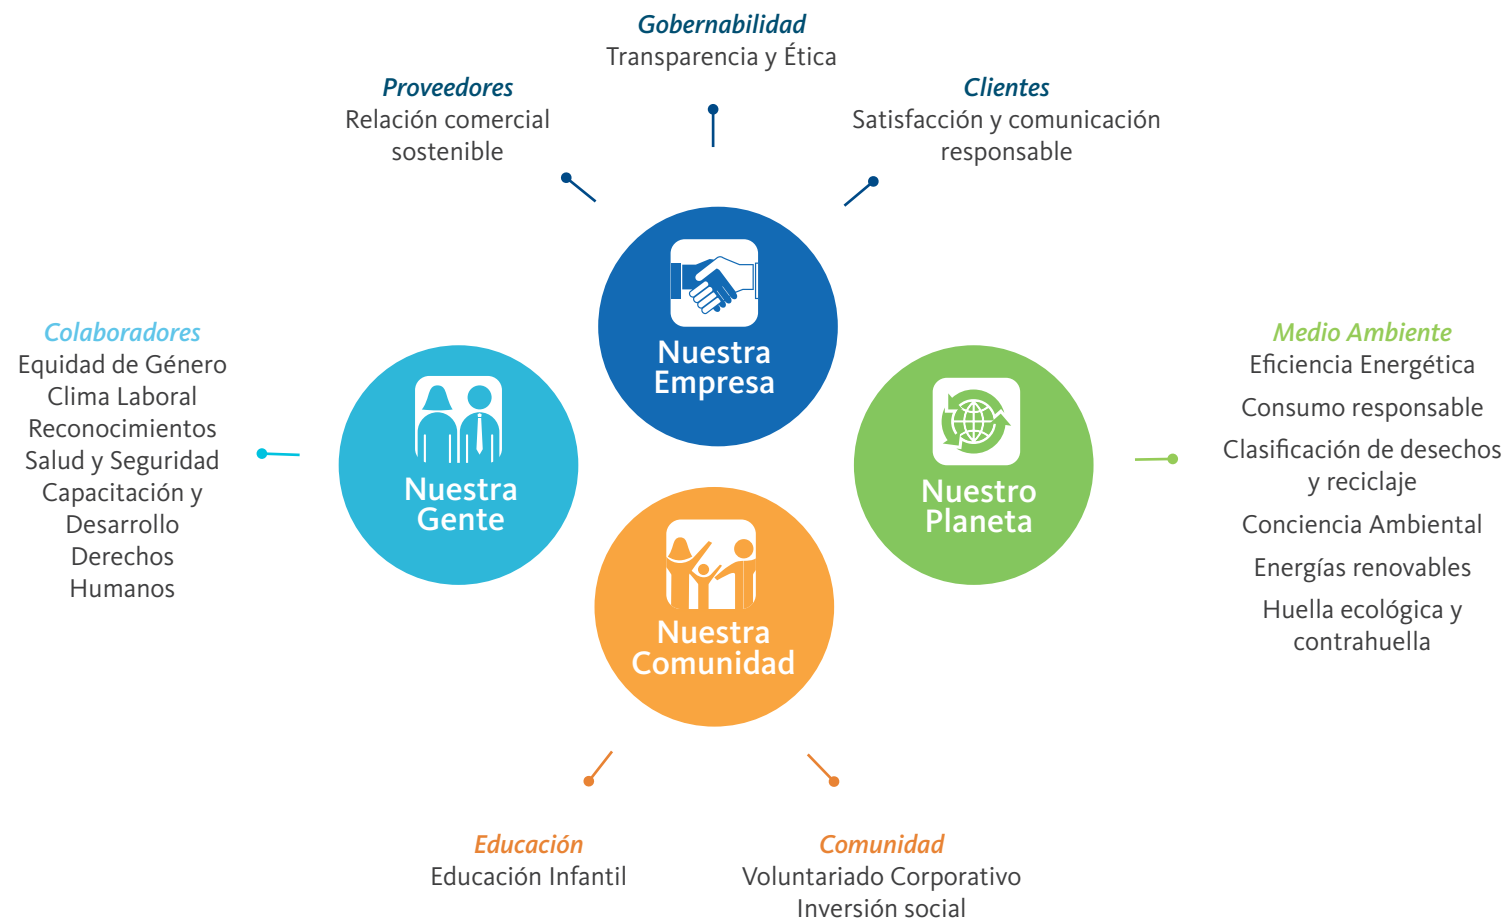 Gobernabilidad
Transparencia y Ética
Proveedores
Relación comercial
sostenible
Clientes
Satisfacción y comunicación
responsable
Nuestra
Empresa
Colaboradores
Equidad de Género
Clima Laboral
Reconocimientos
Salud y Seguridad
Capacitación y
Desarrollo
Derechos
Humanos
Nuestra
Gente
Nuestro
Planeta
Medio Ambiente
Eficiencia Energética
Consumo responsable
Clasificación de desechos
y reciclaje
Conciencia Ambiental
Energías renovables
Huella ecológica y
contrahuella
Nuestra
Comunidad
Educación
Educación Infantil
Comunidad
Voluntariado Corporativo
Inversión social